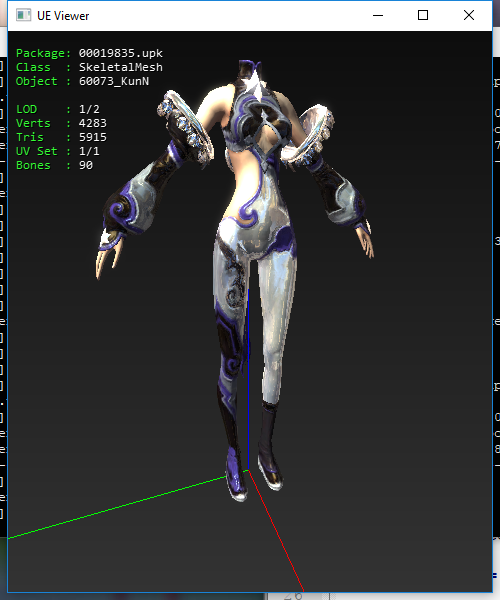 UE Viewer
Package: 00019835.upk
Class  : SkeletalMesh
Object : 60073_KunN
LOD    : 1/2
Verts  : 4283
Tris   : 5915
UV Set : 1/1
Bones  : 90